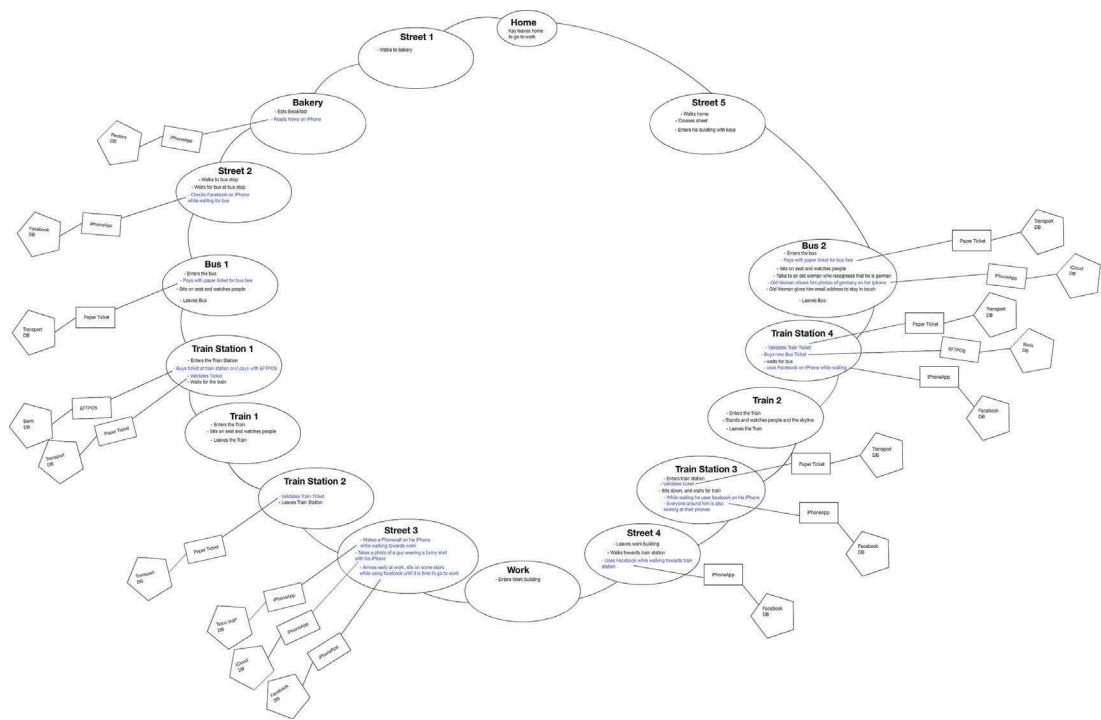 Home
Kay leaves home
to go to work
Street 1
- Walks to bakery
Bakery
- Eats Breakfast
- Reads News on iPhone
iPhoneApp
Reuters
DB
Street 2
- Walks to bus stop
- Waits for bus at bus stop
- Checks Facebook on iPhone
while waiting for bus
iPhoneApp
Facebook
DB
Bus 1
- Enters the bus
- Pays with paper ticket for bus fare
- Sits on seat and watches people
- Leaves Bus
Paper Ticket
Transport
DB
Train Station 1
- Enters the Train Station
- Buys ticket at train station and pays with EFTPOS
- Validates Ticket
- Waits for the train
EFTPOS
Bank
DB
Paper Ticket
Transport
DB
Train 1
- Enters the Train
- Sits on seat and watches people
- Leaves the Train
Train Station 2
- Validates Train Ticket
- Leaves Train Station
Paper Ticket
Transport
DB
Street 3
- Makes a Phonecall on his iPhone
while walking towards work
- Takes a photo of a guy wearing a funny shirt
with his iPhone
- Arrives early at work, sits on some stairs
while using facebook until it is time to go to work
iPhoneApp
Telco VoIP
DB
iPhoneApp
iCloud
DB
iPhoneApp
Facebook
DB
Work
- Enters Work building
Street 4
- Leaves work building
- Walks towards train station
- Uses Facebook while walking towards train
station
iPhoneApp
Facebook
DB
Train Station 3
- Enters train station
- Validates ticket
- Sits down, and waits for train
- While waiting he uses facebook on his iPhone
- Everyone around him is also
looking at their phones
Paper Ticket
Transport
DB
iPhoneApp
Facebook
DB
Train 2
- Enters the Train
- Stands and watches people and the skyline
- Leaves the Train
Train Station 4
- Validates Train Ticket
- Buys new Bus Ticket
- waits for bus
- uses Facebook on iPhone while waiting
Paper Ticket
Transport
DB
EFTPOS
Bank
DB
iPhoneApp
Facebook
DB
Bus 2
- Enters the bus
- Pays with paper ticket for bus fare
- Sits on seat and watches people
- Talks to an old woman who recognises that he is german
- Old Woman shows him photos of germany on her iphone
- Old Woman gives him email address to stay in touch
- Leaves Bus
Paper Ticket
Transport
DB
iPhoneApp
iCloud
DB
Street 5
- Walks home
- Crosses street
- Enters his building with keys